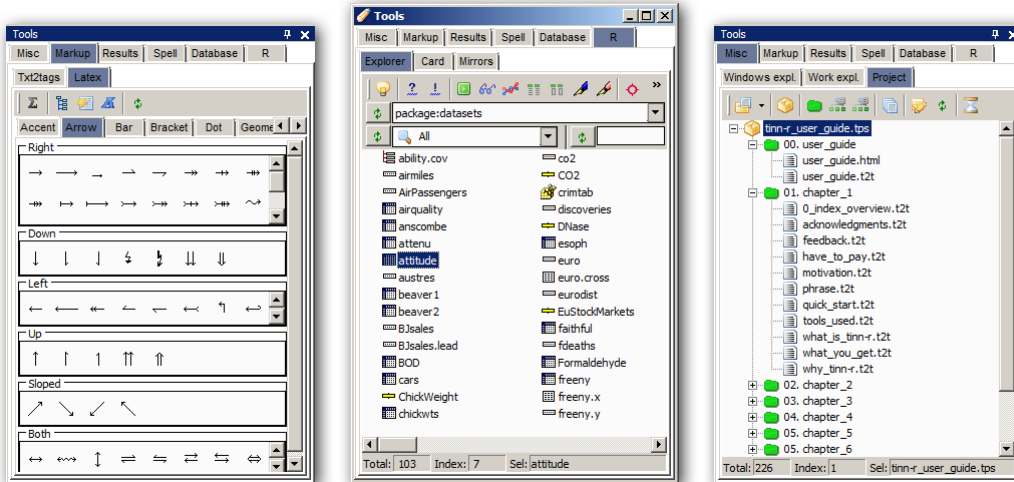 Tools
Misc Markup Results Spell Database R
Txt2tags Latex
Accent Arrow Bar Bracket Dot Geome
Right
Down
Left
Up
Sloped
Both
Tools
Misc Markup Results Spell Database R
Explorer Card Mirrors
package:datasets
All
ability.cov
airmiles
AirPassengers
airquality
anscombe
attenu
attitude
austres
beaver1
beaver2
BJsales
BJsales.lead
BOD
cars
ChickWeight
chickwts
co2
CO2
crimtab
discoveries
DNase
esoph
euro
euro.cross
eurodist
EuStockMarkets
faithful
fdeaths
Formaldehyde
freeny
freeny.x
freeny.y
Total: 103 Index: 7 Sel: attitude
Tools
Misc Markup Results Spell Database R
Windows expl. Work expl. Project
tinn-r_user_guide.tps
00. user_guide
user_guide.html
user_guide.t2t
01. chapter_1
0_index_overview.t2t
acknowledgments.t2t
feedback.t2t
have_to_pay.t2t
motivation.t2t
phrase.t2t
quick_start.t2t
tools_used.t2t
what_is_tinn-r.t2t
what_you_get.t2t
why_tinn-r.t2t
02. chapter_2
03. chapter_3
04. chapter_4
05. chapter_5
05. chapter_6
Total: 226 Index: 1 Sel: tinn-r_user_guide.tps